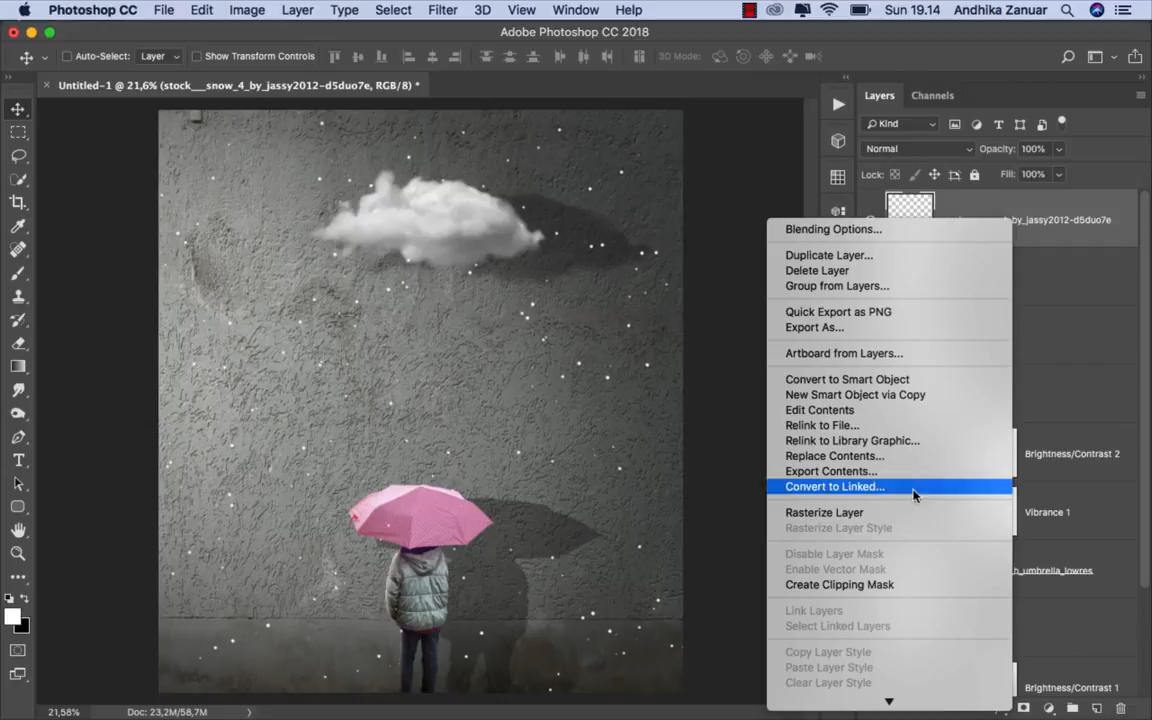 Photoshop CC File Edit Image Layer Type Select Filter 3D View Window Help Sun 19.14 Andhika Zanuar
Adobe Photoshop CC 2018
Auto-Select: Layer Show Transform Controls 3D Mode:
Untitled-1 @ 21,6% (stock___snow_4_by_jassy2012-d5duo7e, RGB/8) *
Layers Channels
Kind
Normal Opacity: 100%
Lock: Fill: 100%
by_jassy2012-d5duo7e
Blending Options...
Duplicate Layer...
Delete Layer
Group from Layers...
Quick Export as PNG
Export As...
Artboard from Layers...
Convert to Smart Object
New Smart Object via Copy
Edit Contents
Relink to File...
Relink to Library Graphic...
Replace Contents...
Export Contents...
Convert to Linked...
Rasterize Layer
Rasterize Layer Style
Disable Layer Mask
Enable Vector Mask
Create Clipping Mask
Link Layers
Select Linked Layers
Copy Layer Style
Paste Layer Style
Clear Layer Style
Brightness/Contrast 2
Vibrance 1
h_umbrella_lowres
Brightness/Contrast 1
21,58% Doc: 23,2M/58,7M